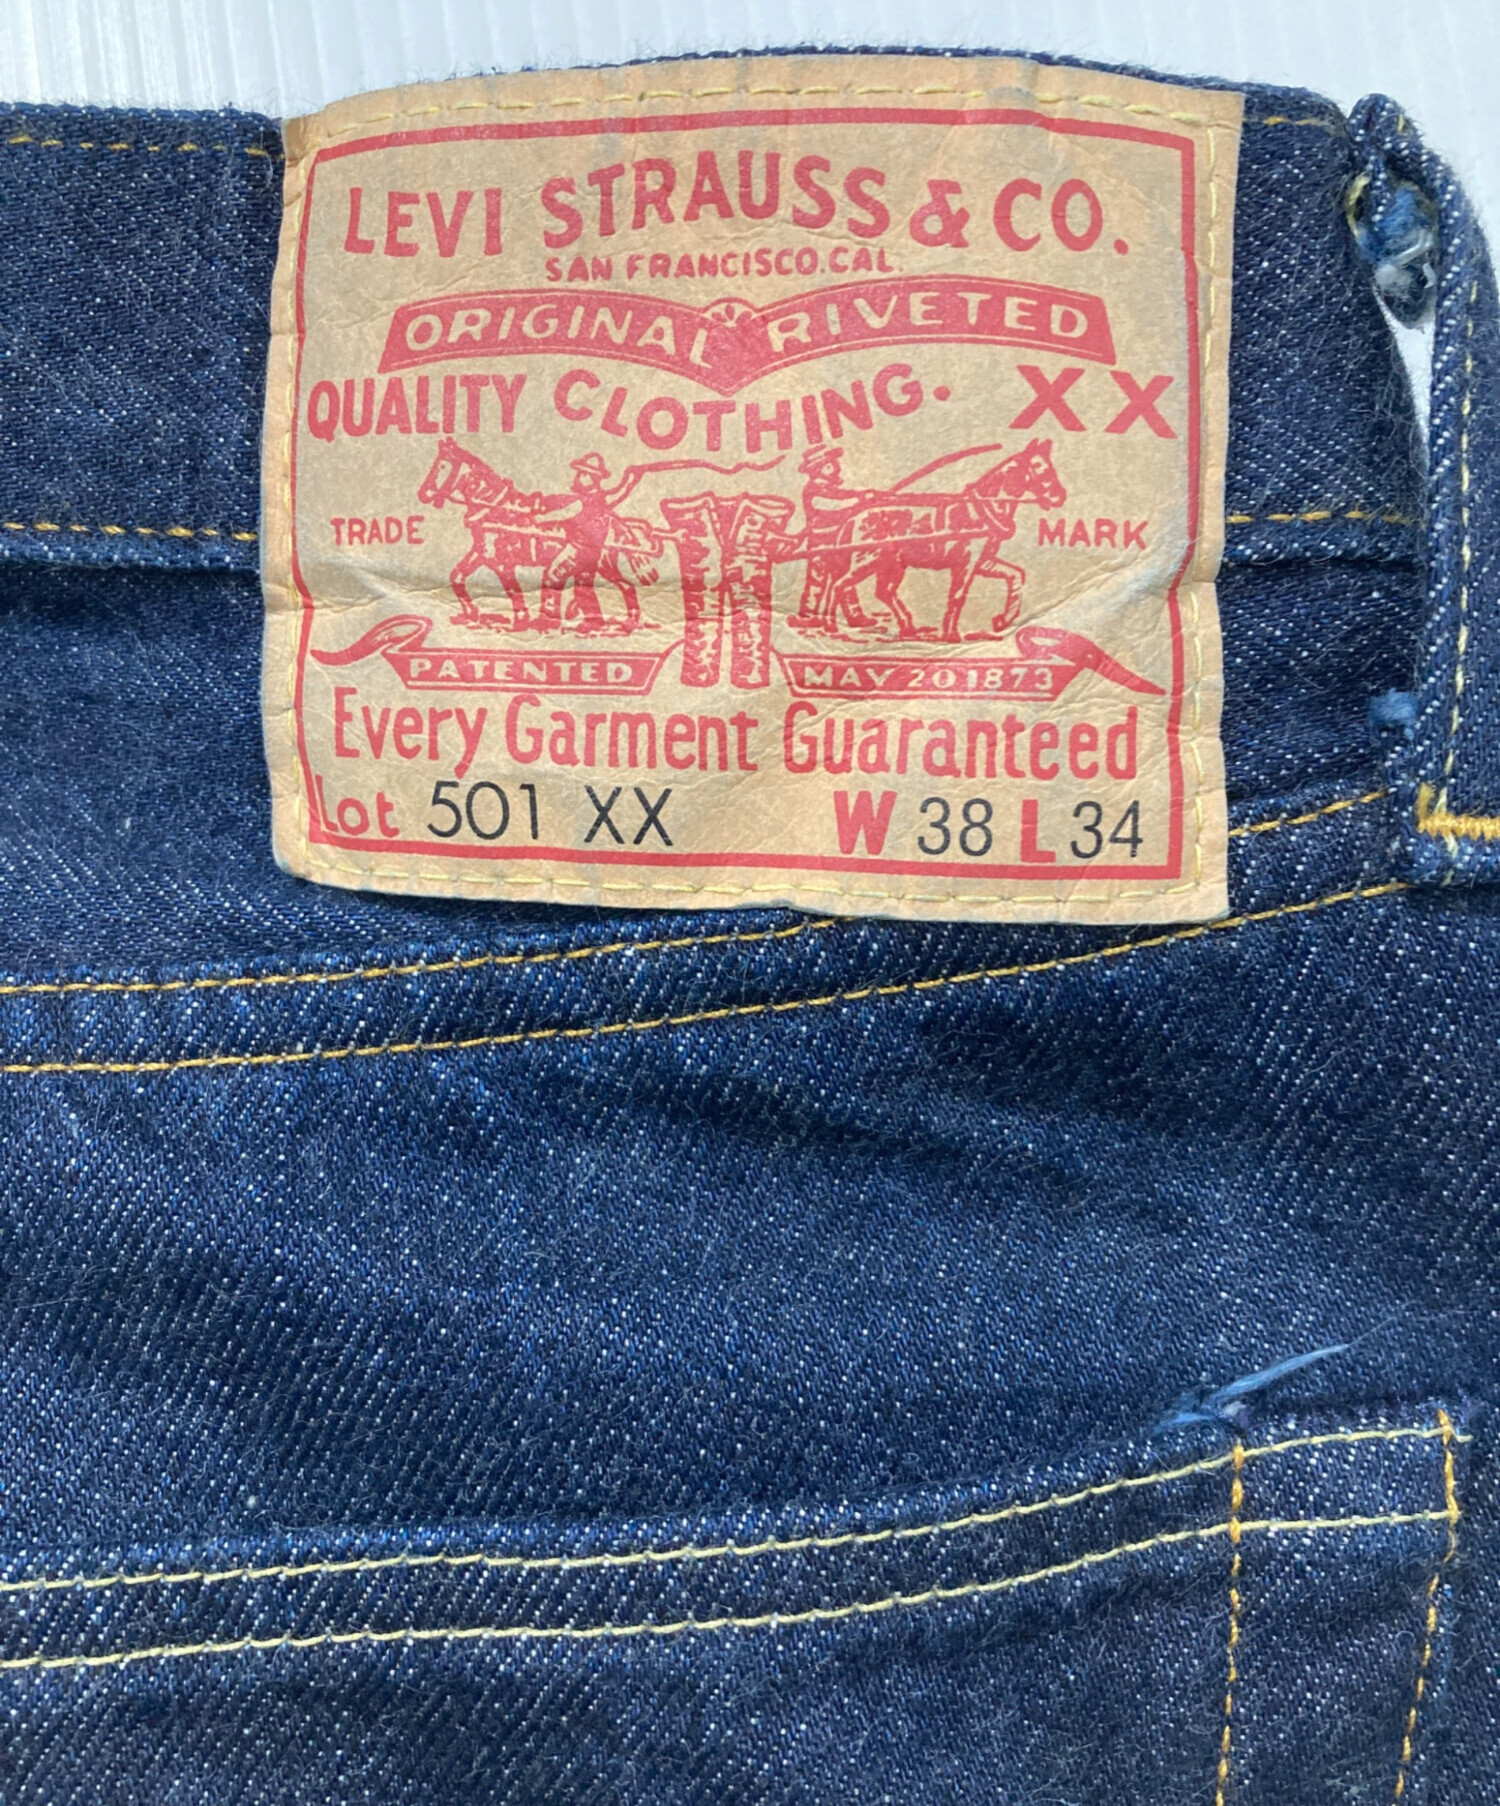 LEVI STRAUSS & CO.
SAN FRANCISCO.CAL.
ORIGINAL RIVETED
QUALITY CLOTHING. XX
TRADE MARK
PATENTED MAY 20 1873
Every Garment Guaranteed
Lot 501 XX W 38 L 34